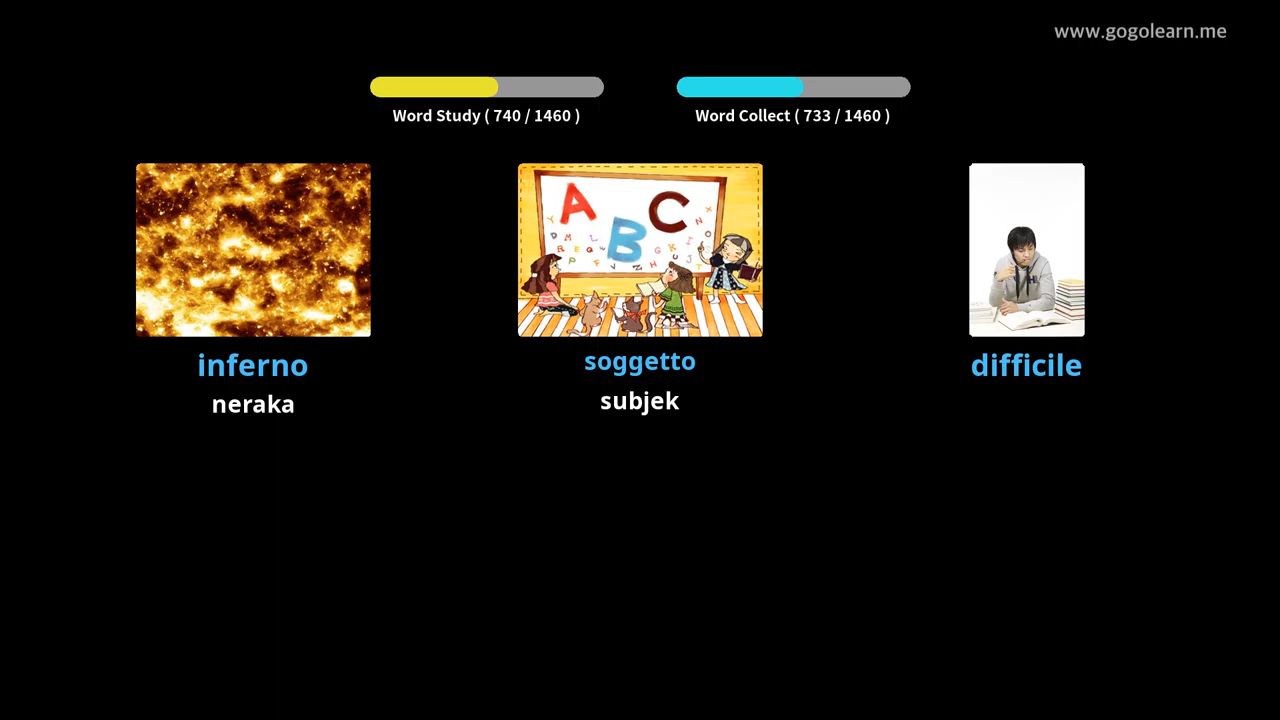 www.gogolearn.me
Word Study ( 740 / 1460 )
Word Collect ( 733 / 1460 )
A B C
inferno
soggetto
difficile
neraka
subjek